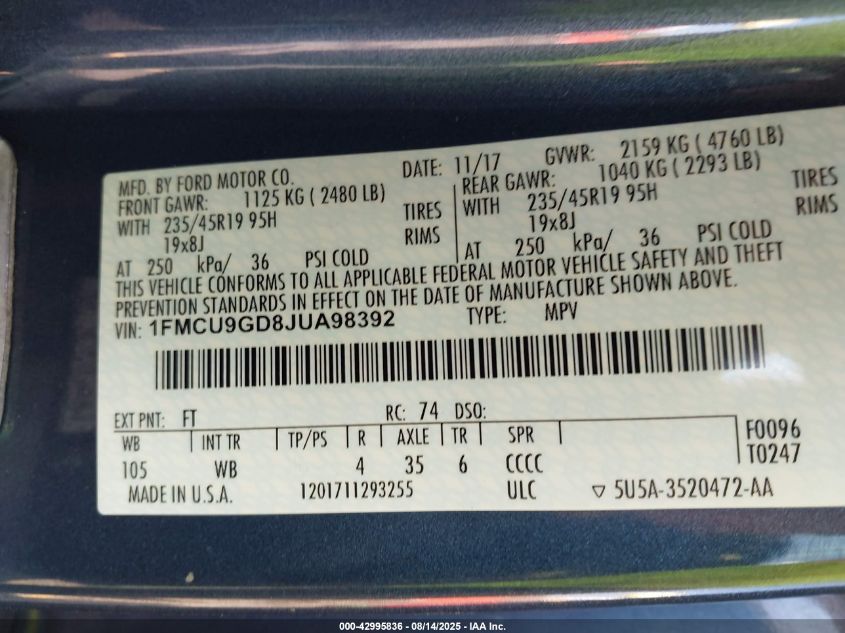 MFD. BY FORD MOTOR CO. DATE: 11/17 GVWR: 2159 KG ( 4760 LB)
FRONT GAWR: 1125 KG ( 2480 LB) REAR GAWR: 1040 KG ( 2293 LB)
WITH 235/45R19 95H TIRES WITH 235/45R19 95H TIRES
19x8J RIMS 19x8J RIMS
AT 250 kPa/ 36 PSI COLD AT 250 kPa/ 36 PSI COLD
THIS VEHICLE CONFORMS TO ALL APPLICABLE FEDERAL MOTOR VEHICLE SAFETY AND THEFT
PREVENTION STANDARDS IN EFFECT ON THE DATE OF MANUFACTURE SHOWN ABOVE.
VIN: 1FMCU9GD8JUA98392 TYPE: MPV
EXT PNT: FT RC: 74 DSO:
WB INT TR TP/PS R AXLE TR SPR F0096
105 WB 4 35 6 CCCC T0247
MADE IN U.S.A. 1201711293255 ULC ▽ 5U5A-3520472-AA
000-42995836 - 08/14/2025 - IAA Inc.